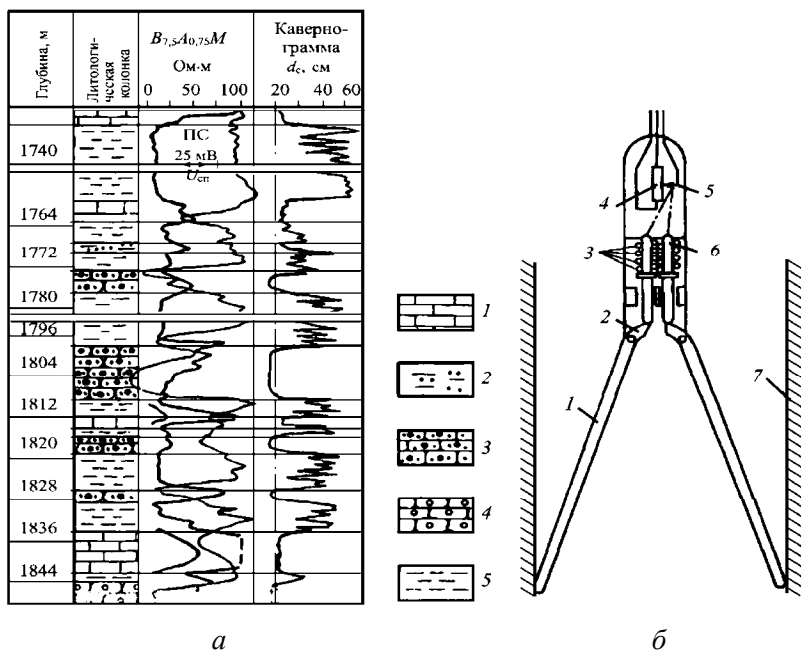 Глубина, м
Литологи-
ческая
колонка
B7,5A0,75M
Ом·м
0 50 100
Каверно-
грамма
dс, см
20 40 60
ПС
25 мВ
Uсп
1740
1764
1772
1780
1796
1804
1812
1820
1828
1836
1844
1
2
3
4
5
а
4 5
3 6
2
1
7
б